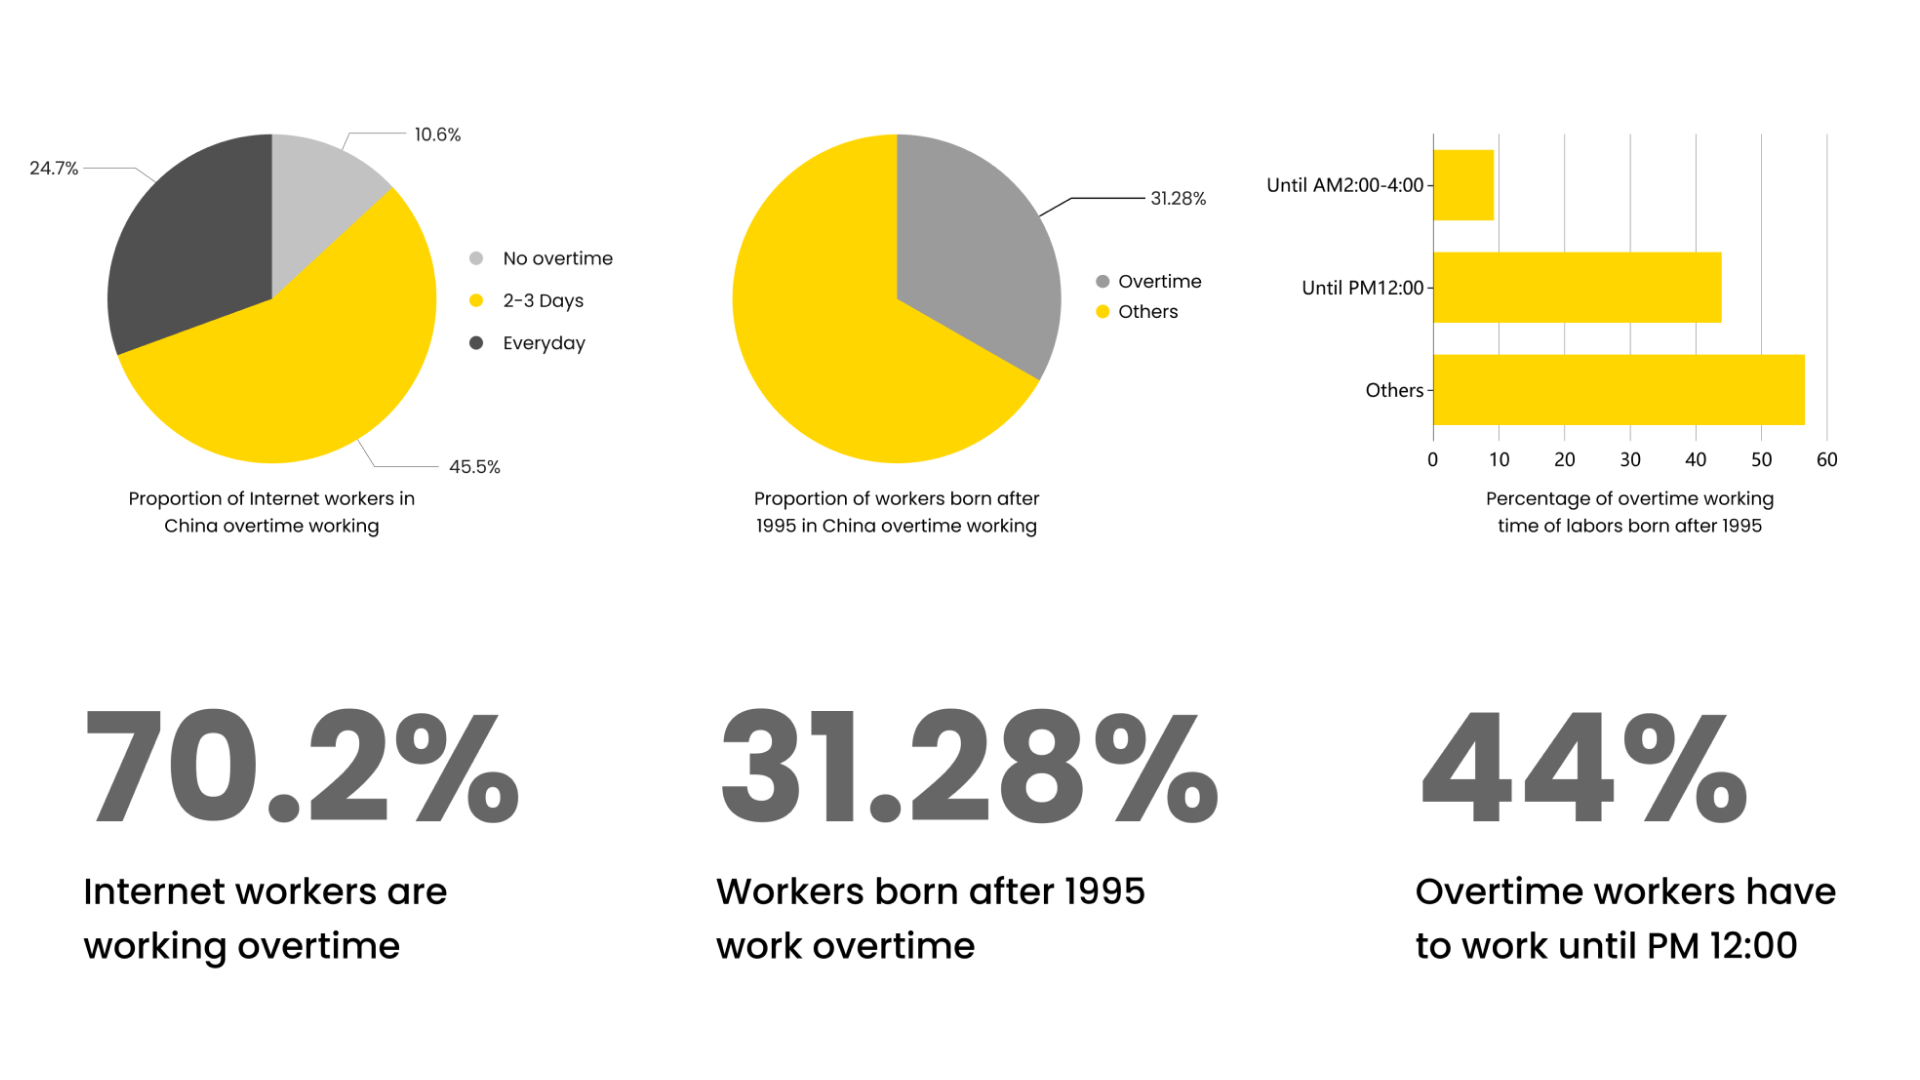 10.6%
24.7%
No overtime
2-3 Days
Everyday
45.5%
Proportion of Internet workers in
China overtime working
31.28%
Overtime
Others
Proportion of workers born after
1995 in China overtime working
Until AM2:00-4:00
Until PM12:00
Others
0 10 20 30 40 50 60
Percentage of overtime working
time of labors born after 1995
70.2%
Internet workers are
working overtime
31.28%
Workers born after 1995
work overtime
44%
Overtime workers have
to work until PM 12:00